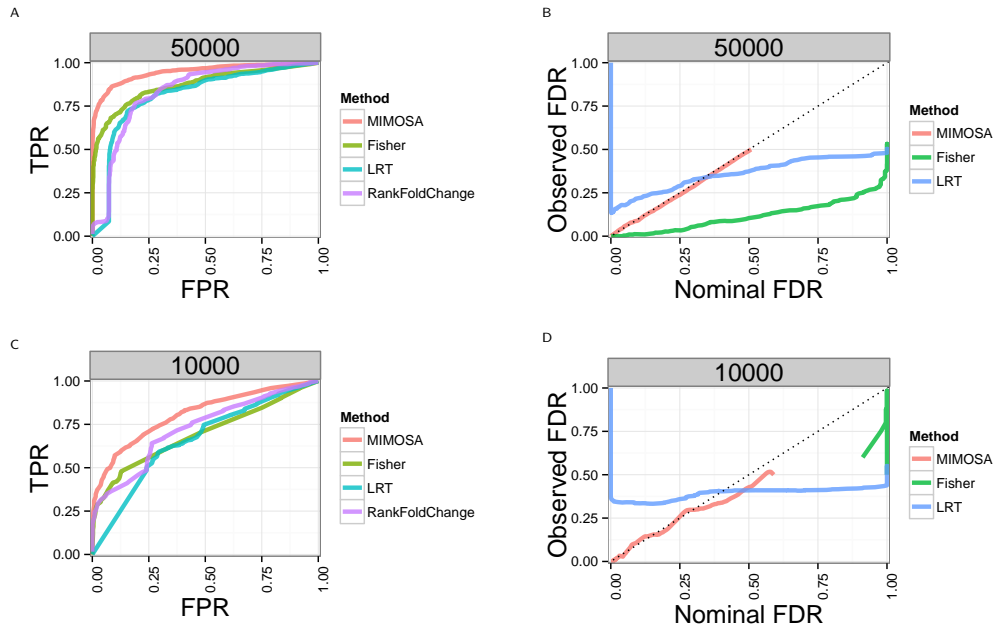 A
50000
1.00
0.75
0.50
0.25
0.00
TPR
0.00
0.25
0.50
0.75
1.00
FPR
Method
MIMOSA
Fisher
LRT
RankFoldChange
B
50000
1.00
0.75
0.50
0.25
0.00
Observed FDR
0.00
0.25
0.50
0.75
1.00
Nominal FDR
Method
MIMOSA
Fisher
LRT
C
10000
1.00
0.75
0.50
0.25
0.00
TPR
0.00
0.25
0.50
0.75
1.00
FPR
Method
MIMOSA
Fisher
LRT
RankFoldChange
D
10000
1.00
0.75
0.50
0.25
0.00
Observed FDR
0.00
0.25
0.50
0.75
1.00
Nominal FDR
Method
MIMOSA
Fisher
LRT